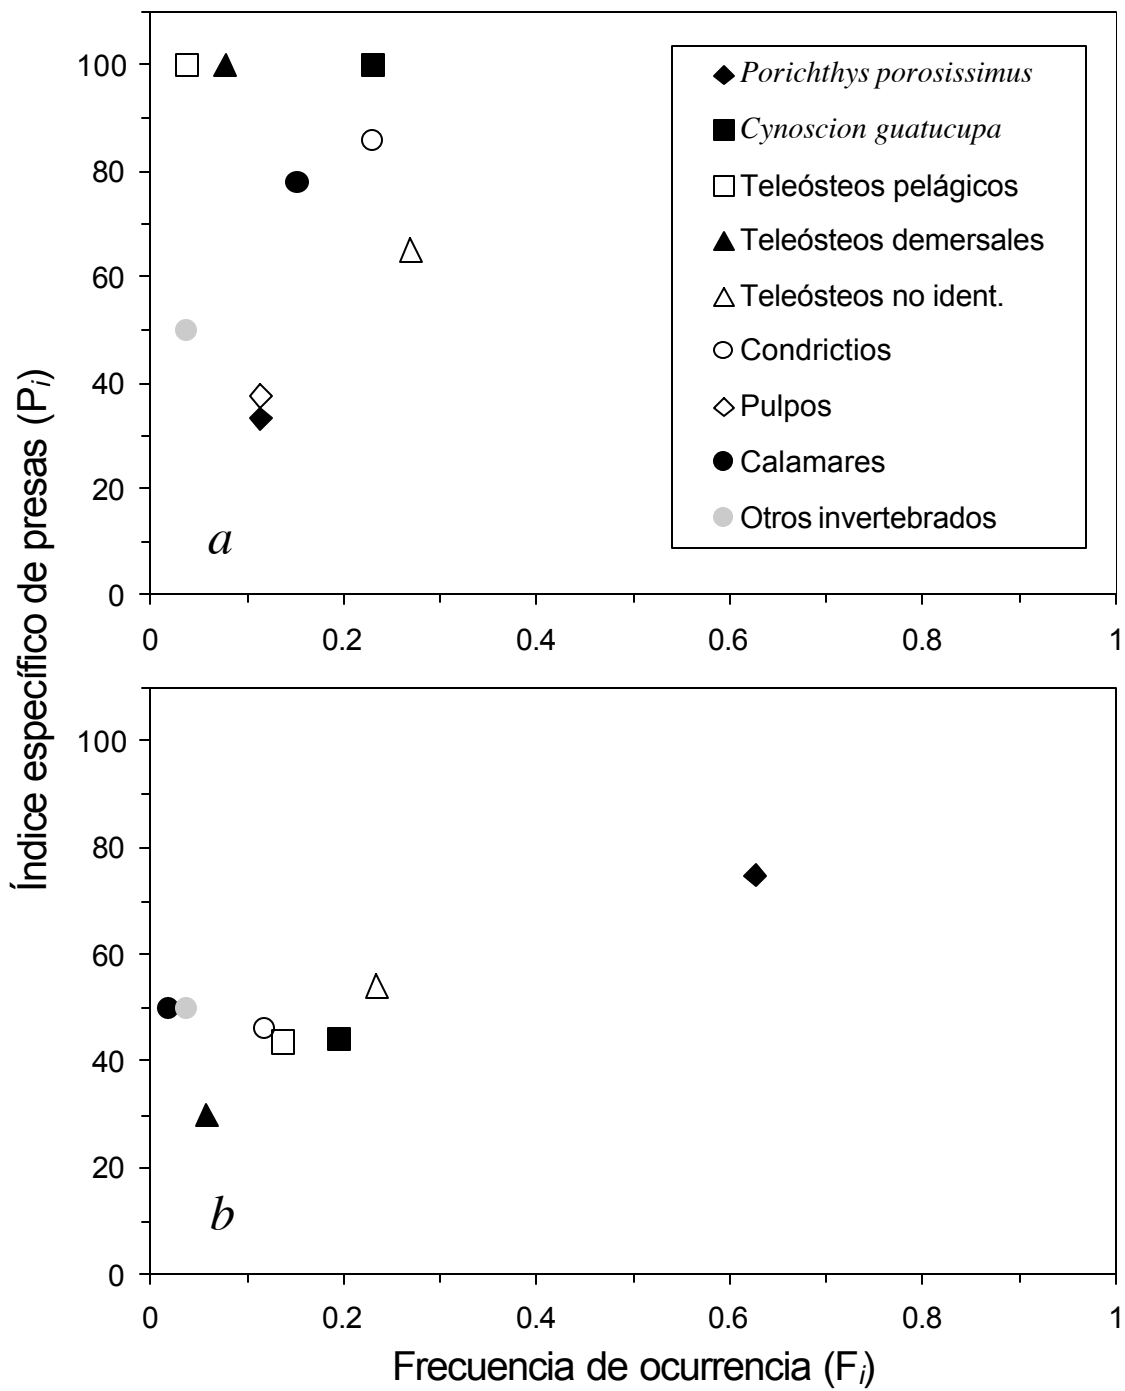 Índice específico de presas (Pi)
100
80
60
40
20
0
0 0.2 0.4 0.6 0.8 1
a
Porichthys porosissimus
Cynoscion guatucupa
Teleósteos pelágicos
Teleósteos demersales
Teleósteos no ident.
Condrictios
Pulpos
Calamares
Otros invertebrados
100
80
60
40
20
0
b
0 0.2 0.4 0.6 0.8 1
Frecuencia de ocurrencia (Fi)